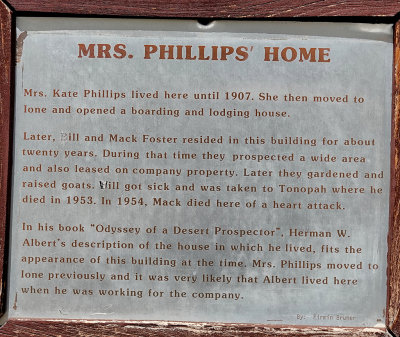 MRS. PHILLIPS' HOME
Mrs. Kate Phillips lived here until 1907. She then moved to
Ione and opened a boarding and lodging house.
Later, Bill and Mack Foster resided in this building for about
twenty years. During that time they prospected a wide area
and also leased on company property. Later they gardened and
raised goats. Will got sick and was taken to Tonopah where he
died in 1953. In 1954, Mack died here of a heart attack.
In his book "Odyssey of a Desert Prospector", Herman W.
Albert's description of the house in which he lived, fits the
appearance of this building at the time. Mrs. Phillips moved to
Ione previously and it was very likely that Albert lived here
when he was working for the company.
By: Firmin Bruner